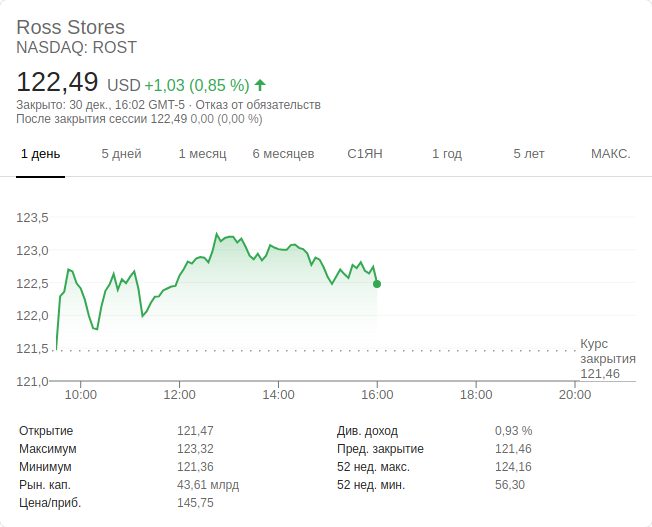 Ross Stores
NASDAQ: ROST
122,49 USD +1,03 (0,85 %)
Закрыто: 30 дек., 16:02 GMT-5 · Отказ от обязательств
После закрытия сессии 122,49 0,00 (0,00 %)
1 день 5 дней 1 месяц 6 месяцев С1ЯН 1 год 5 лет МАКС.
123,5
123,0
122,5
122,0
121,5
121,0
Курс
закрытия
121,46
10:00 12:00 14:00 16:00 18:00 20:00
Открытие 121,47
Максимум 123,32
Минимум 121,36
Рын. кап. 43,61 млрд
Цена/приб. 145,75
Див. доход 0,93 %
Пред. закрытие 121,46
52 нед. макс. 124,16
52 нед. мин. 56,30